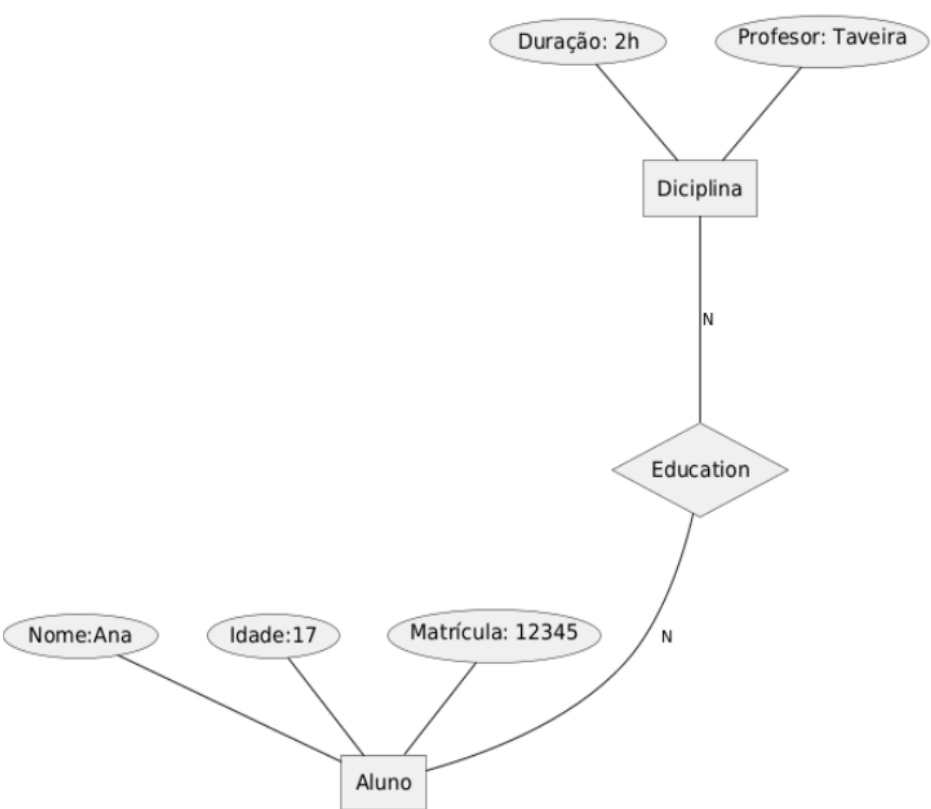 Duração: 2h
Profesor: Taveira
Diciplina
N
Education
N
Nome:Ana
Idade:17
Matrícula: 12345
Aluno